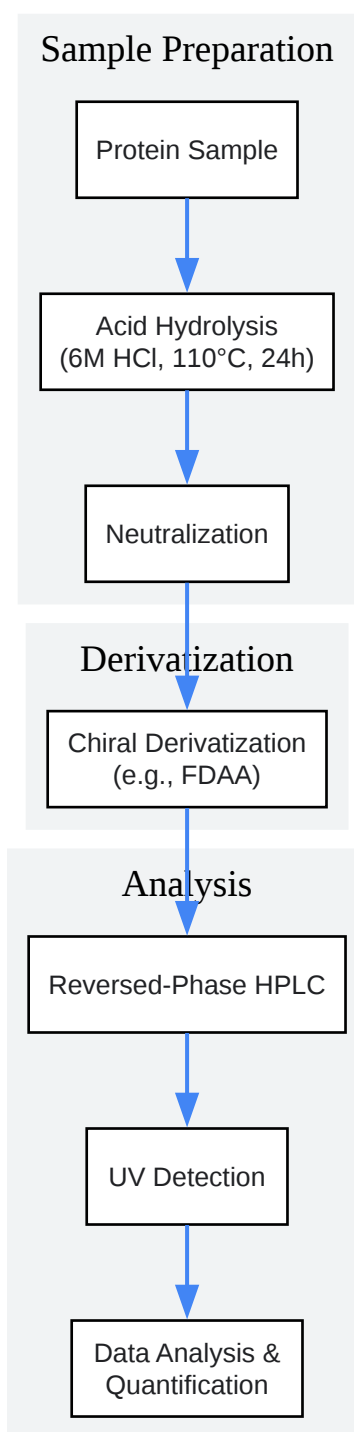 Sample Preparation
Protein Sample
Acid Hydrolysis
(6M HCl, 110°C, 24h)
Neutralization
Derivatization
Chiral Derivatization
(e.g., FDAA)
Analysis
Reversed-Phase HPLC
UV Detection
Data Analysis &
Quantification